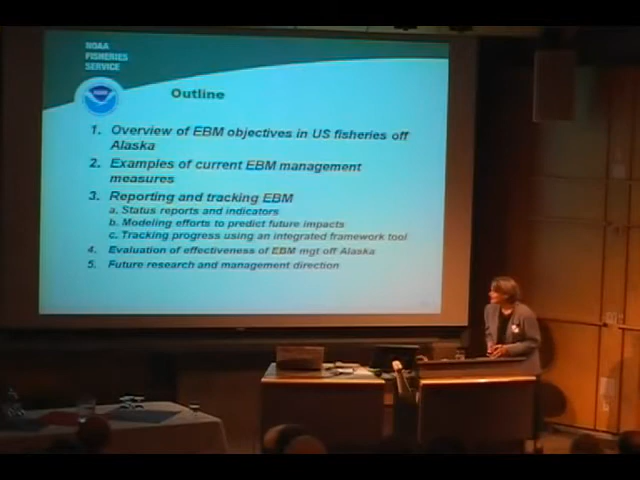 NOAA
FISHERIES
SERVICE
Outline
1. Overview of EBM objectives in US fisheries off
Alaska
2. Examples of current EBM management
measures
3. Reporting and tracking EBM
a. Status reports and indicators
b. Modeling efforts to predict future impacts
c. Tracking progress using an integrated framework tool
4. Evaluation of effectiveness of EBM mgt off Alaska
5. Future research and management direction